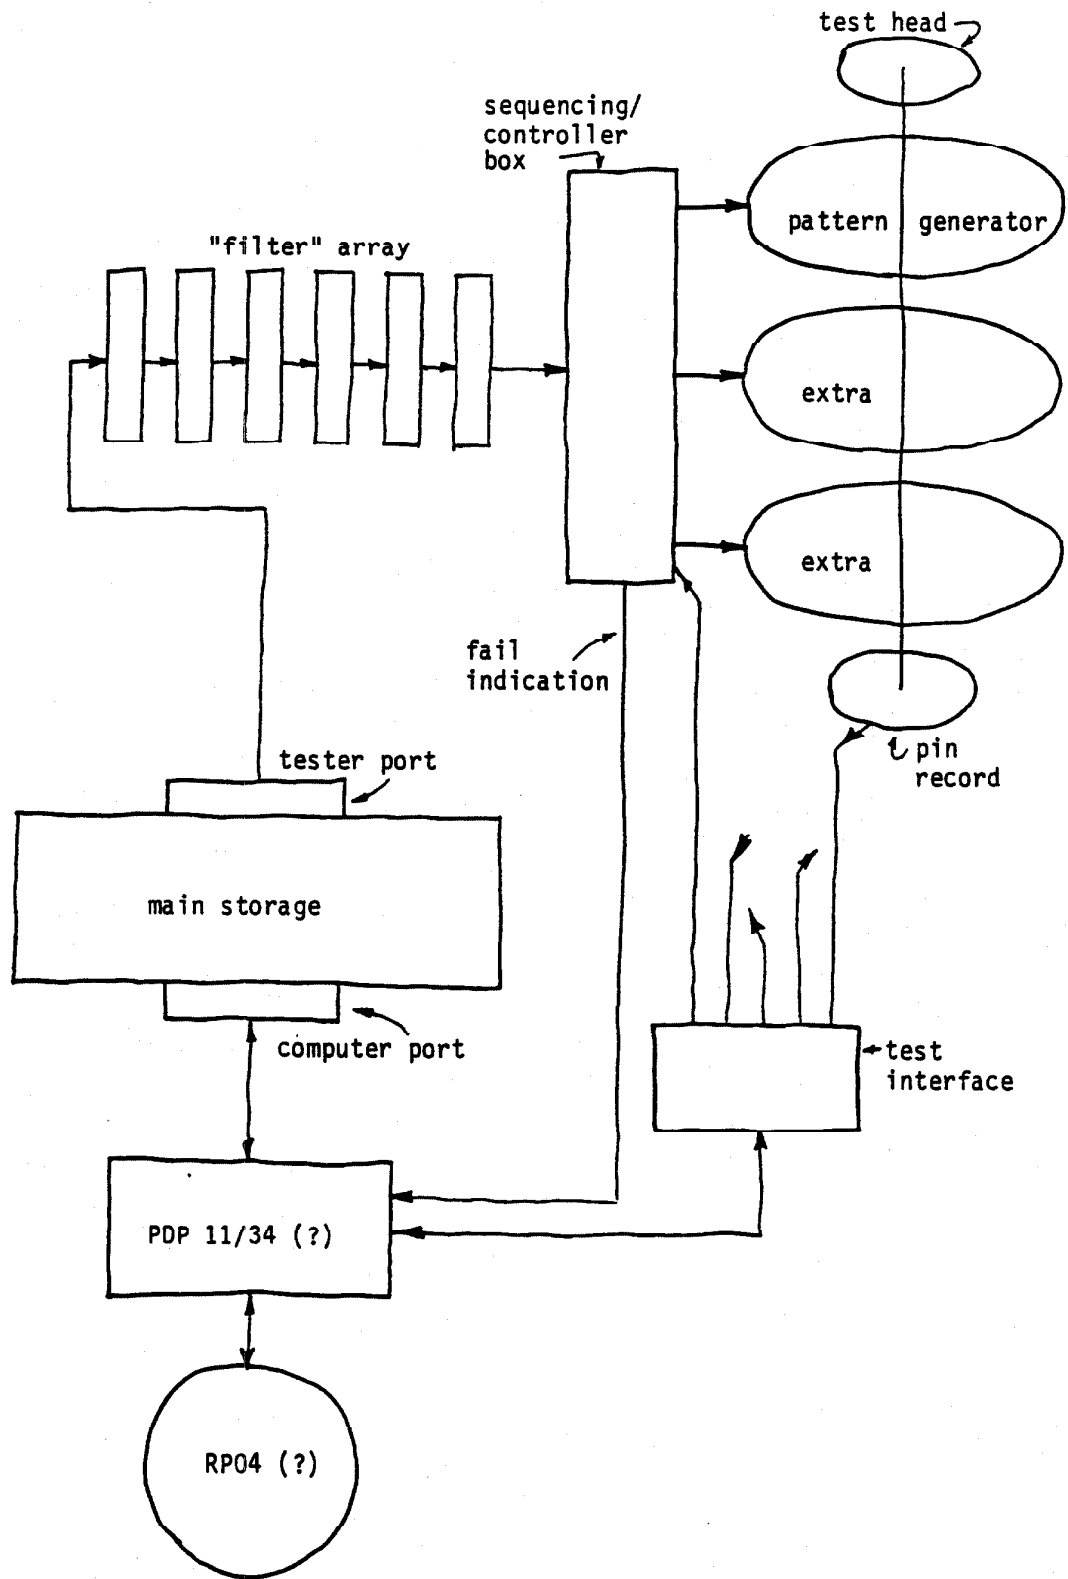 test head
sequencing/
controller
box
pattern generator
"filter" array
extra
extra
fail
indication
tester port
pin
record
main storage
computer port
test
interface
PDP 11/34 (?)
RP04 (?)